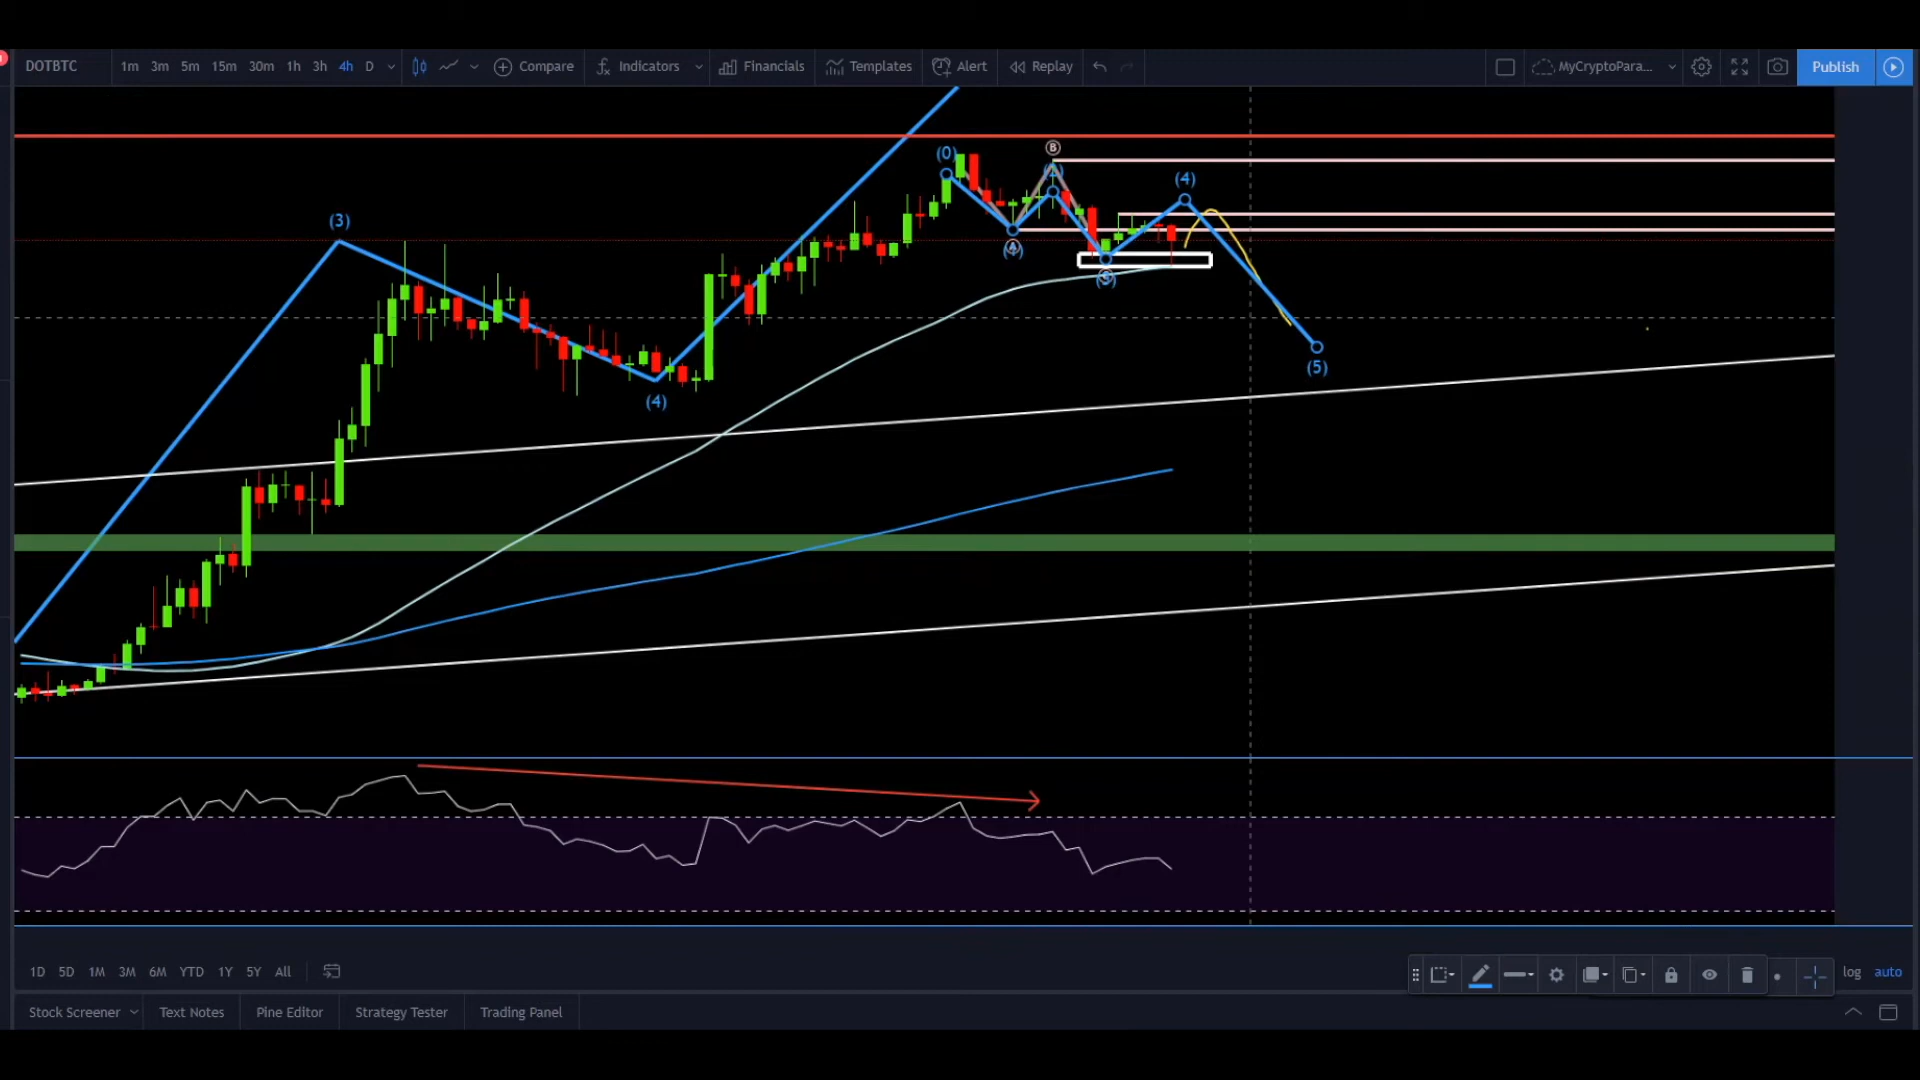 DOTBTC 1m 3m 5m 15m 30m 1h 3h 4h D Compare Indicators Financials Templates Alert Replay MyCryptoPara... Publish
B
(0)
(4)
(3)
(4)
(5)
(4)
1D 5D 1M 3M 6M YTD 1Y 5Y All log auto
Stock Screener Text Notes Pine Editor Strategy Tester Trading Panel